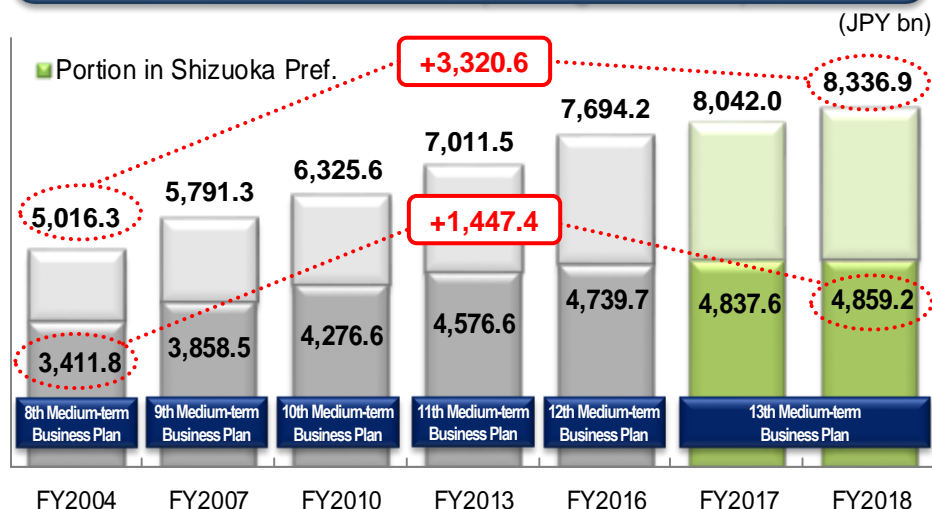 (JPY bn)
Portion in Shizuoka Pref.
+3,320.6
8,336.9
8,042.0
7,694.2
7,011.5
6,325.6
5,791.3
5,016.3
+1,447.4
3,411.8
3,858.5
4,276.6
4,576.6
4,739.7
4,837.6
4,859.2
8th Medium-term
Business Plan
9th Medium-term
Business Plan
10th Medium-term
Business Plan
11th Medium-term
Business Plan
12th Medium-term
Business Plan
13th Medium-term
Business Plan
FY2004 FY2007 FY2010 FY2013 FY2016 FY2017 FY2018